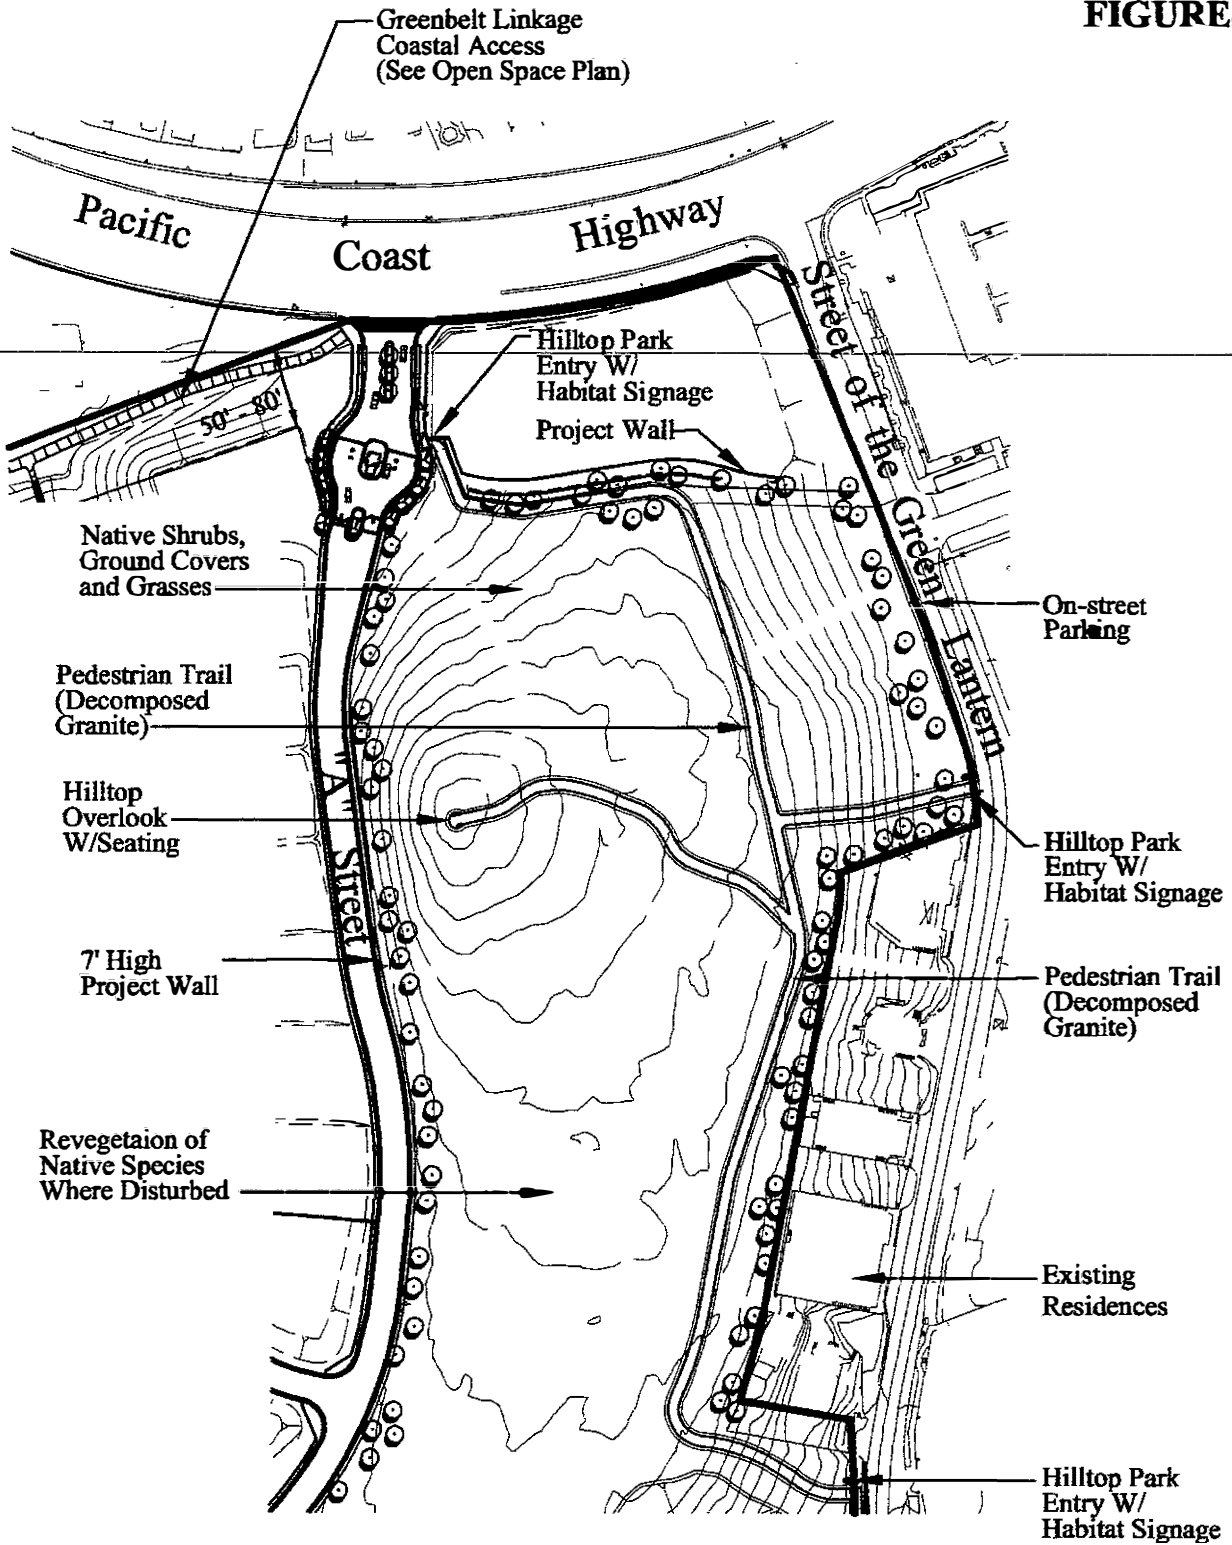 FIGURE
Greenbelt Linkage
Coastal Access
(See Open Space Plan)
Pacific Coast Highway
Street of the Green Lantern
Hilltop Park
Entry W/
Habitat Signage
Project Wall
50' - 80'
Native Shrubs,
Ground Covers
and Grasses
On-street
Parking
Pedestrian Trail
(Decomposed
Granite)
Hilltop
Overlook
W/Seating
"A" Street
Hilltop Park
Entry W/
Habitat Signage
7' High
Project Wall
Pedestrian Trail
(Decomposed
Granite)
Revegetaion of
Native Species
Where Disturbed
Existing
Residences
Hilltop Park
Entry W/
Habitat Signage